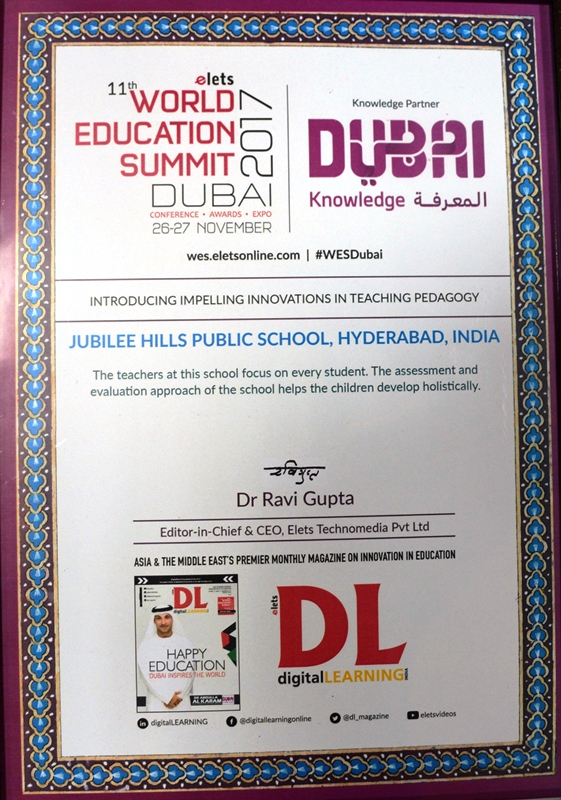 elets
11th WORLD
EDUCATION
SUMMIT
2017
DUBAI
CONFERENCE • AWARDS • EXPO
26-27 NOVEMBER
Knowledge Partner
DUBAI
Knowledge المعرفة
wes.eletsonline.com | #WESDubai
INTRODUCING IMPELLING INNOVATIONS IN TEACHING PEDAGOGY
JUBILEE HILLS PUBLIC SCHOOL, HYDERABAD, INDIA
The teachers at this school focus on every student. The assessment and
evaluation approach of the school helps the children develop holistically.
Dr Ravi Gupta
Editor-in-Chief & CEO, Elets Technomedia Pvt Ltd
ASIA & THE MIDDLE EAST'S PREMIER MONTHLY MAGAZINE ON INNOVATION IN EDUCATION
DL
digitalLEARNING
HAPPY
EDUCATION
DUBAI INSPIRES THE WORLD
DR ABDULLA
ALKARAM
elets
DL
digitalLEARNING
digitalLEARNING
@digitallearningonline
@dl_magazine
eletsvideos